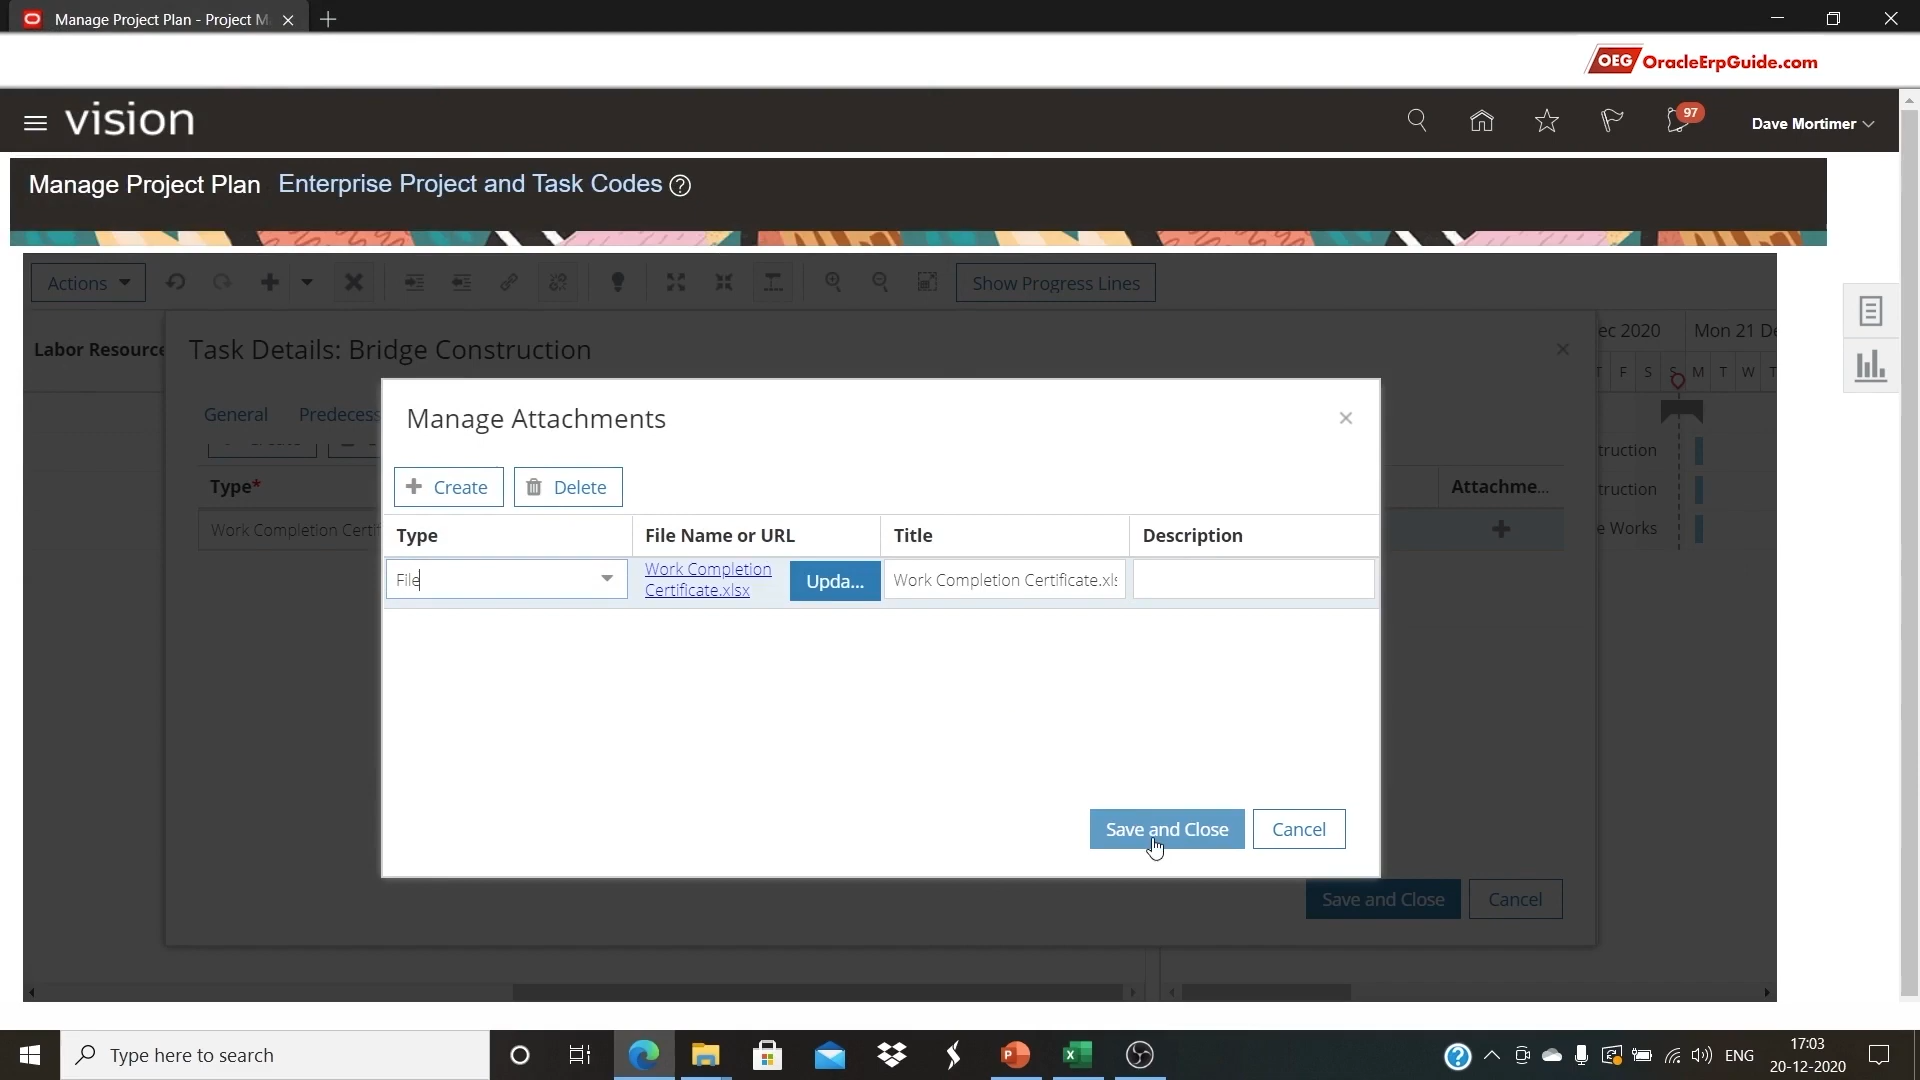 Manage Project Plan - Project M
OEG OracleErpGuide.com
vision
97
Dave Mortimer
Manage Project Plan Enterprise Project and Task Codes ?
Actions
Show Progress Lines
Labor Resource
Task Details: Bridge Construction
ec 2020
Mon 21 De
F S S M T W T
General
Predecess
Manage Attachments
Create
Delete
Type*
Attachme...
Type
File Name or URL
Title
Description
Work Completion Certif
File
Work Completion
Certificate.xlsx
Upda...
Work Completion Certificate.xls
truction
truction
e Works
Save and Close
Cancel
Save and Close
Cancel
Type here to search
ENG
17:03
20-12-2020